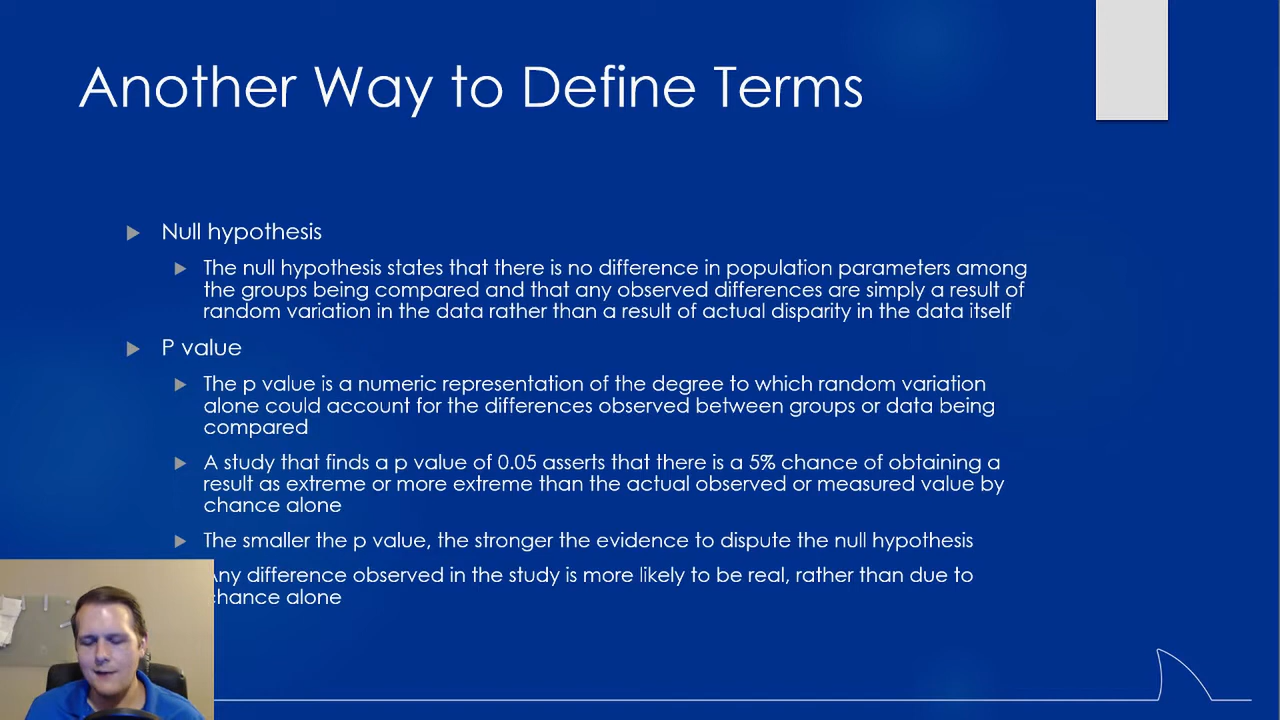 Another Way to Define Terms
Null hypothesis
The null hypothesis states that there is no difference in population parameters among
the groups being compared and that any observed differences are simply a result of
random variation in the data rather than a result of actual disparity in the data itself
P value
The p value is a numeric representation of the degree to which random variation
alone could account for the differences observed between groups or data being
compared
A study that finds a p value of 0.05 asserts that there is a 5% chance of obtaining a
result as extreme or more extreme than the actual observed or measured value by
chance alone
The smaller the p value, the stronger the evidence to dispute the null hypothesis
Any difference observed in the study is more likely to be real, rather than due to
chance alone